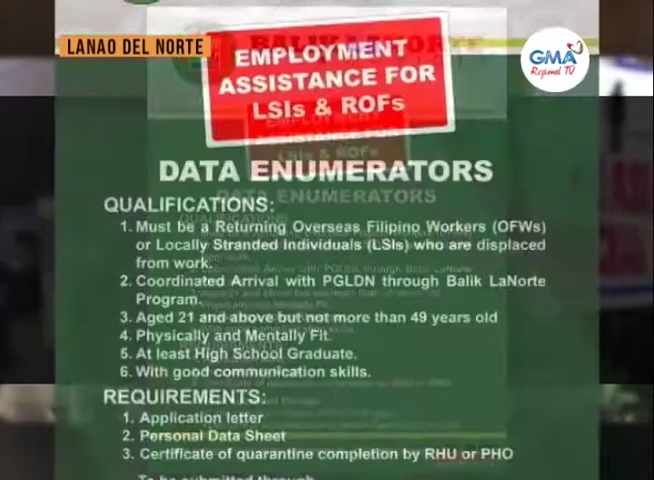 LANAO DEL NORTE
GMA
Regional TV
EMPLOYMENT
ASSISTANCE FOR
LSIs & ROFs
DATA ENUMERATORS
QUALIFICATIONS:
1. Must be a Returning Overseas Filipino Workers (OFWs)
or Locally Stranded Individuals (LSIs) who are displaced
from work.
2. Coordinated Arrival with PGLDN through Balik LaNorte
Program.
3. Aged 21 and above but not more than 49 years old
4. Physically and Mentally Fit.
5. At least High School Graduate.
6. With good communication skills.
REQUIREMENTS:
1. Application letter
2. Personal Data Sheet
3. Certificate of quarantine completion by RHU or PHO
To be submitted through